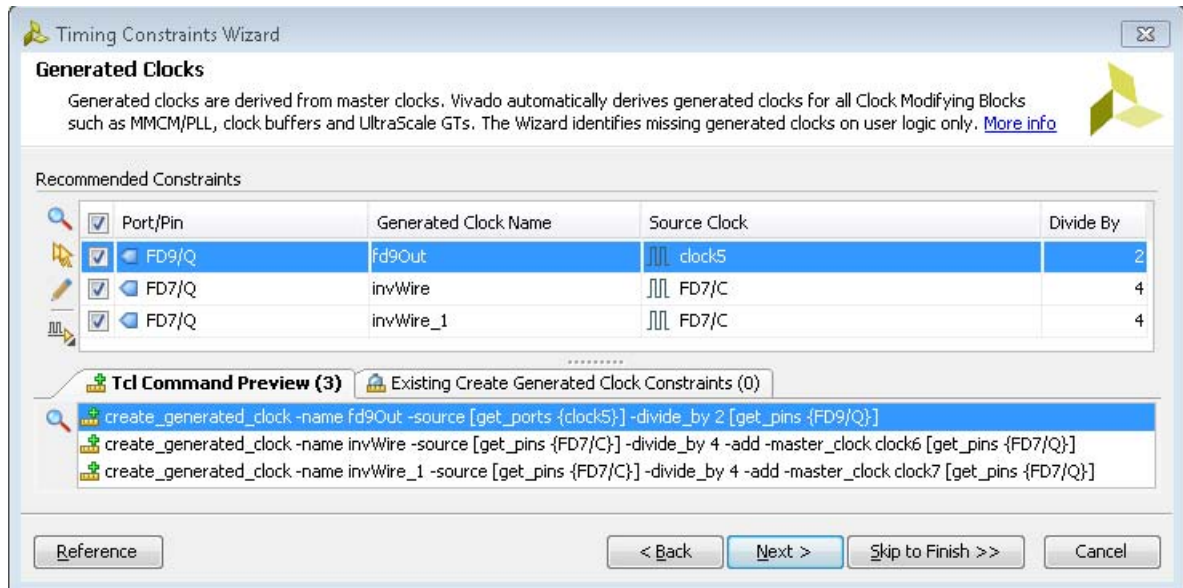 Timing Constraints Wizard
Generated Clocks
Generated clocks are derived from master clocks. Vivado automatically derives generated clocks for all Clock Modifying Blocks
such as MMCM/PLL, clock buffers and UltraScale GTs. The Wizard identifies missing generated clocks on user logic only. More info
Recommended Constraints
Port/Pin Generated Clock Name Source Clock Divide By
FD9/Q fd9Out clock5 2
FD7/Q invWire FD7/C 4
FD7/Q invWire_1 FD7/C 4
Tcl Command Preview (3) Existing Create Generated Clock Constraints (0)
create_generated_clock -name fd9Out -source [get_ports {clock5}] -divide_by 2 [get_pins {FD9/Q}]
create_generated_clock -name invWire -source [get_pins {FD7/C}] -divide_by 4 -add -master_clock clock6 [get_pins {FD7/Q}]
create_generated_clock -name invWire_1 -source [get_pins {FD7/C}] -divide_by 4 -add -master_clock clock7 [get_pins {FD7/Q}]
Reference < Back Next > Skip to Finish >> Cancel